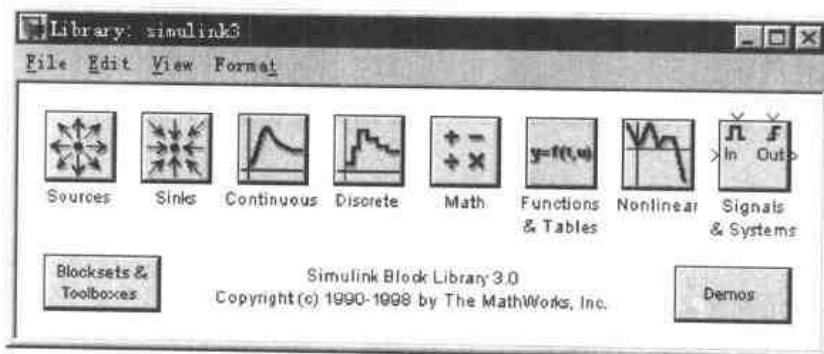 Library: simulink3
File Edit View Format
y=f(t,u)
In Out
Sources Sinks Continuous Discrete Math Functions & Tables Nonlinear Signals & Systems
Blocksets & Toolboxes
Simulink Block Library 3.0
Copyright (c) 1990-1998 by The MathWorks, Inc.
Demos